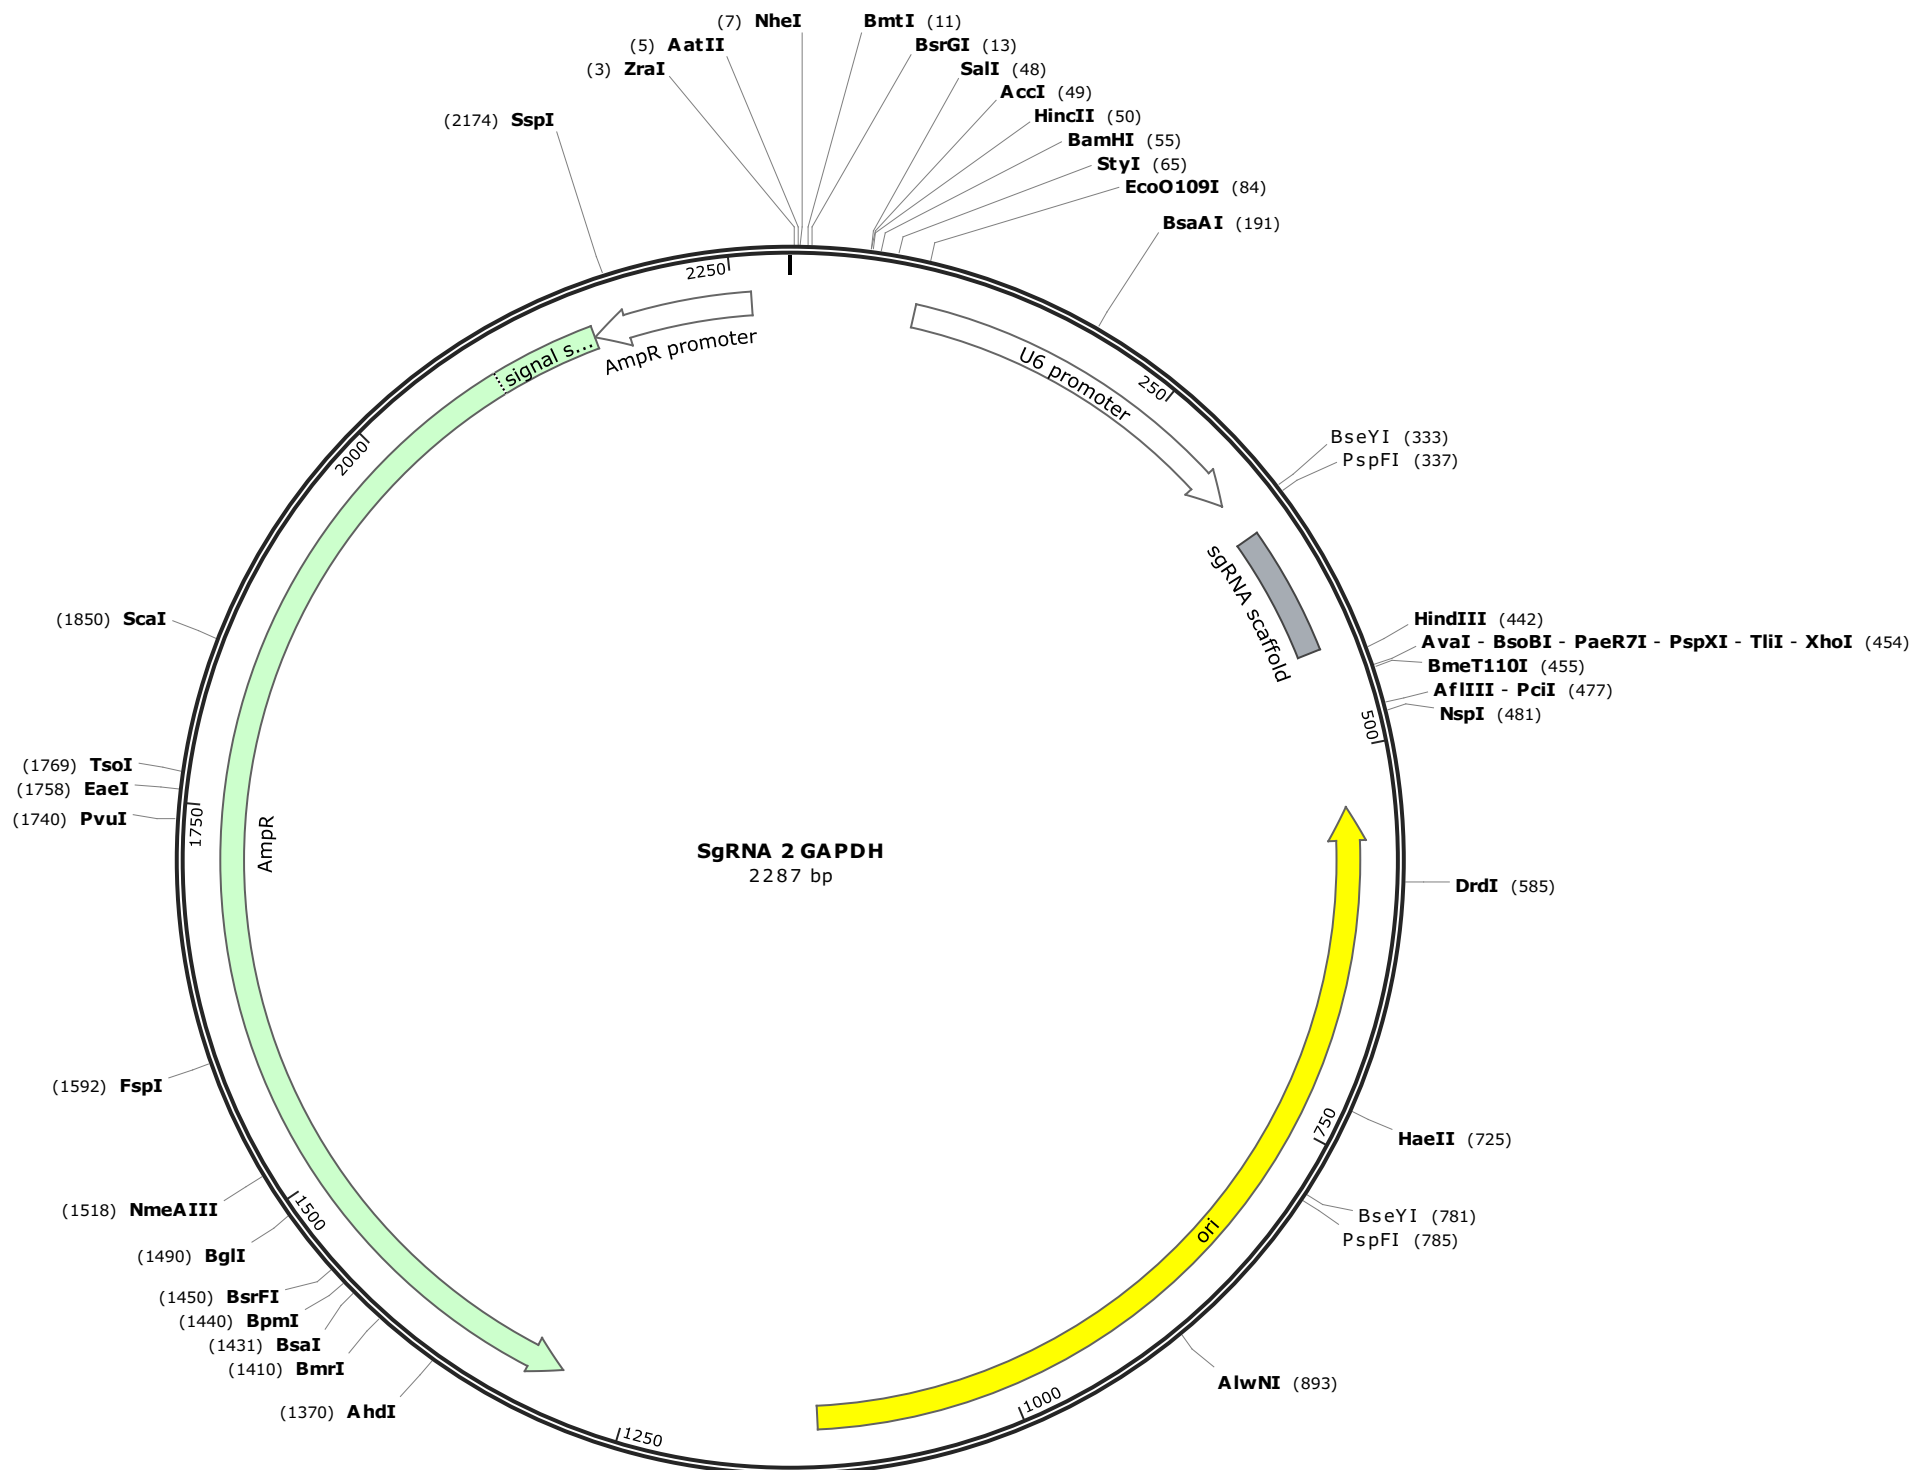 (7) NheI
BmtI (11)
(5) AatII
BsrGI (13)
(3) ZraI
SalI (48)
AccI (49)
(2174) SspI
HincII (50)
BamHI (55)
StyI (65)
EcoO109I (84)
BsaAI (191)
2250
AmpR promoter
signal s...
U6 promoter
250
2000
BseYI (333)
PspFI (337)
sgRNA scaffold
(1850) ScaI
HindIII (442)
AvaI - BsoBI - PaeR7I - PspXI - TliI - XhoI (454)
BmeT110I (455)
AflIII - PciI (477)
NspI (481)
500
(1769) TsoI
(1758) EaeI
(1740) PvuI
1750
AmpR
SgRNA 2 GAPDH
2287 bp
DrdI (585)
(1592) FspI
750
HaeII (725)
(1518) NmeAIII
1500
ori
BseYI (781)
PspFI (785)
(1490) BglI
(1450) BsrFI
(1440) BpmI
(1431) BsaI
(1410) BmrI
(1370) AhdI
AlwNI (893)
1000
1250